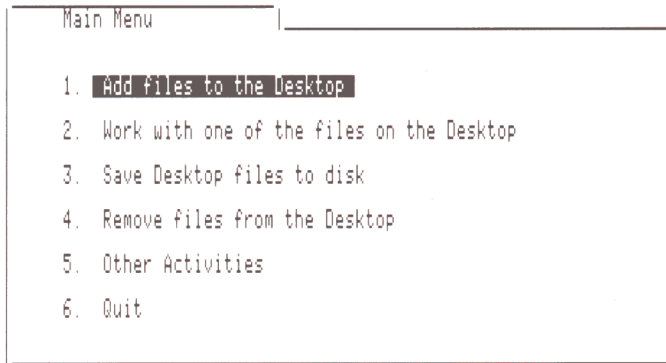 Main Menu
1. Add files to the Desktop
2. Work with one of the files on the Desktop
3. Save Desktop files to disk
4. Remove files from the Desktop
5. Other Activities
6. Quit